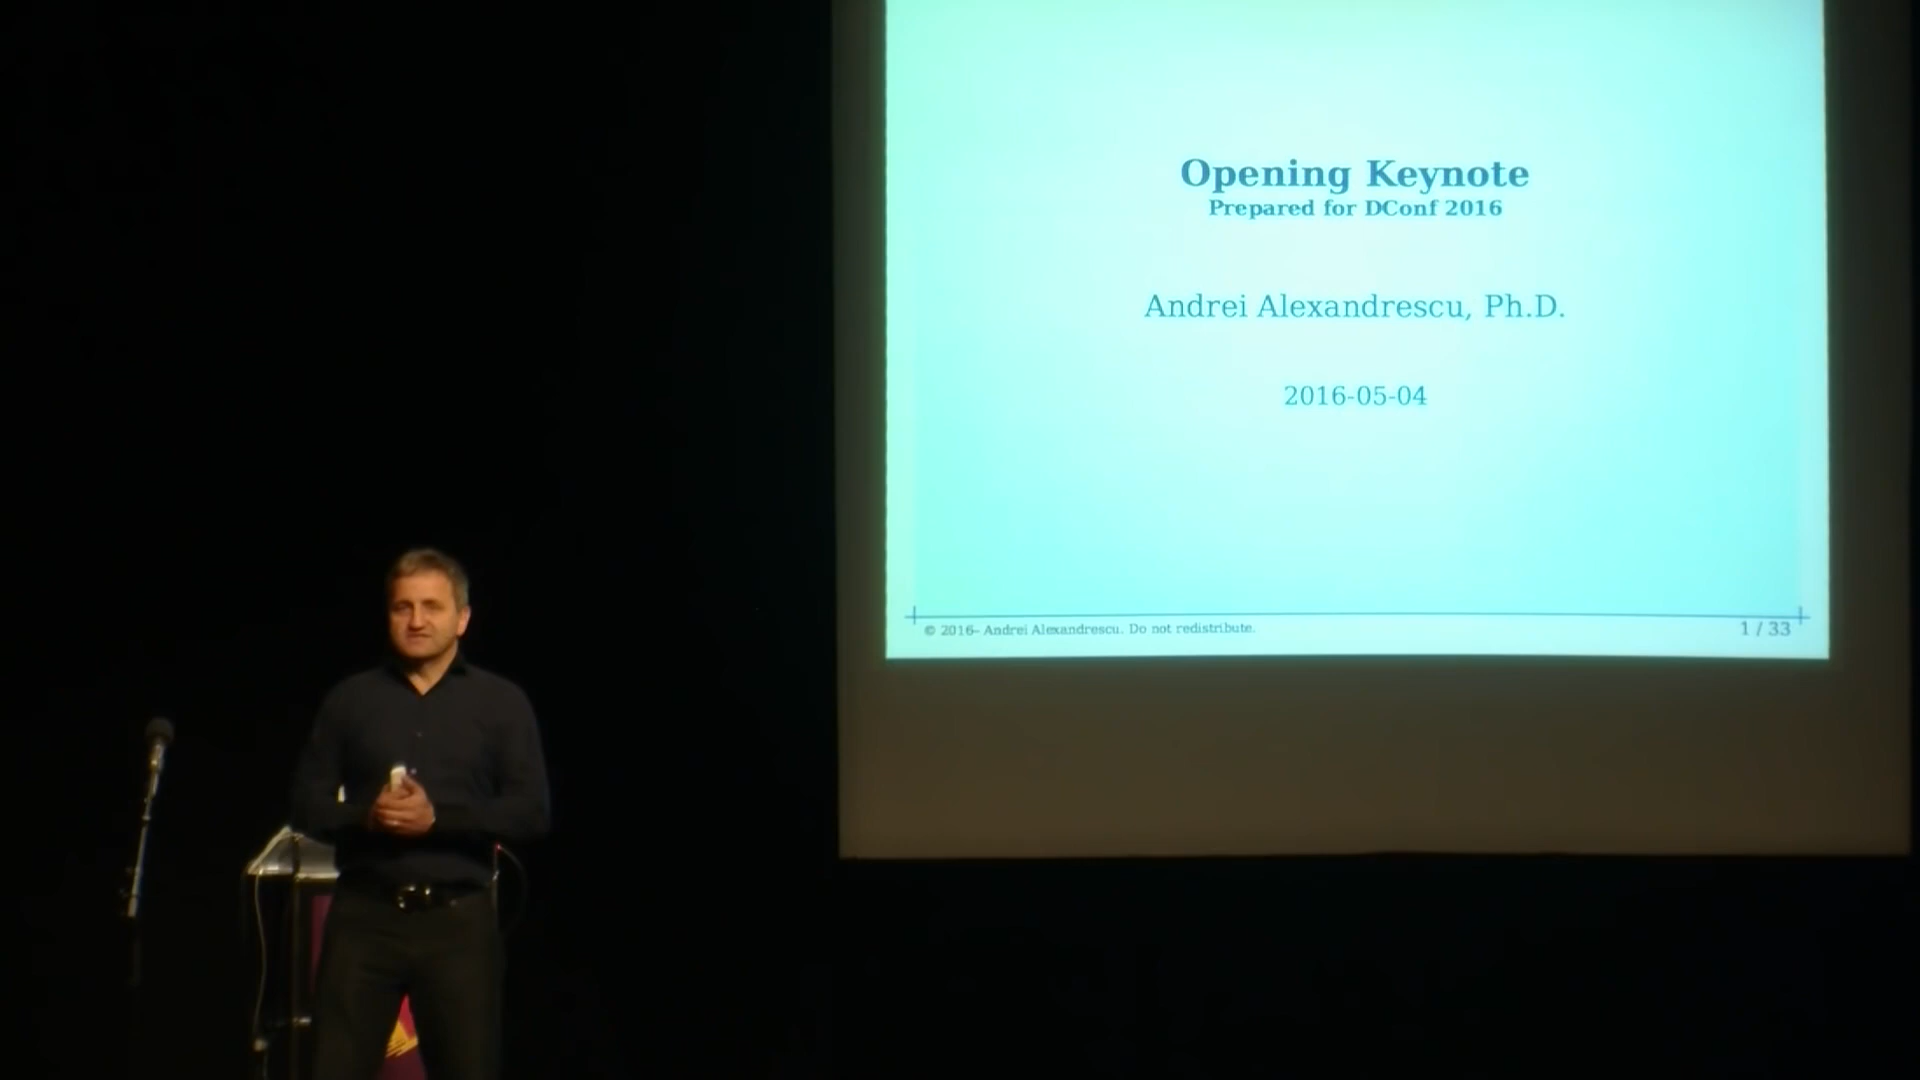 Opening Keynote
Prepared for DConf 2016
Andrei Alexandrescu, Ph.D.
2016-05-04
© 2016– Andrei Alexandrescu. Do not redistribute.
1 / 33